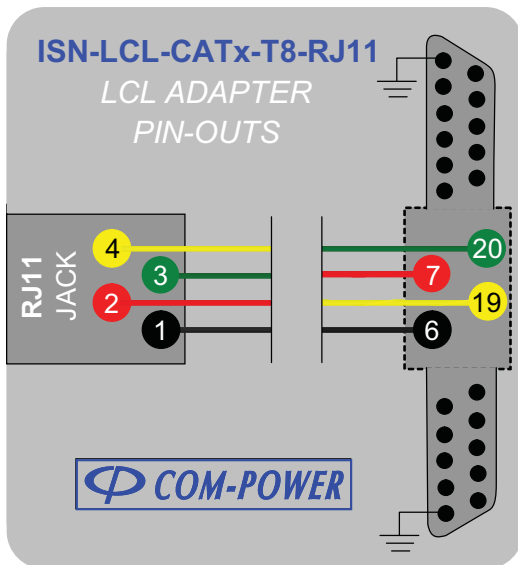 ISN-LCL-CATx-T8-RJ11
LCL ADAPTER
PIN-OUTS
RJ11
JACK
4
3
2
1
20
7
19
6
COM-POWER